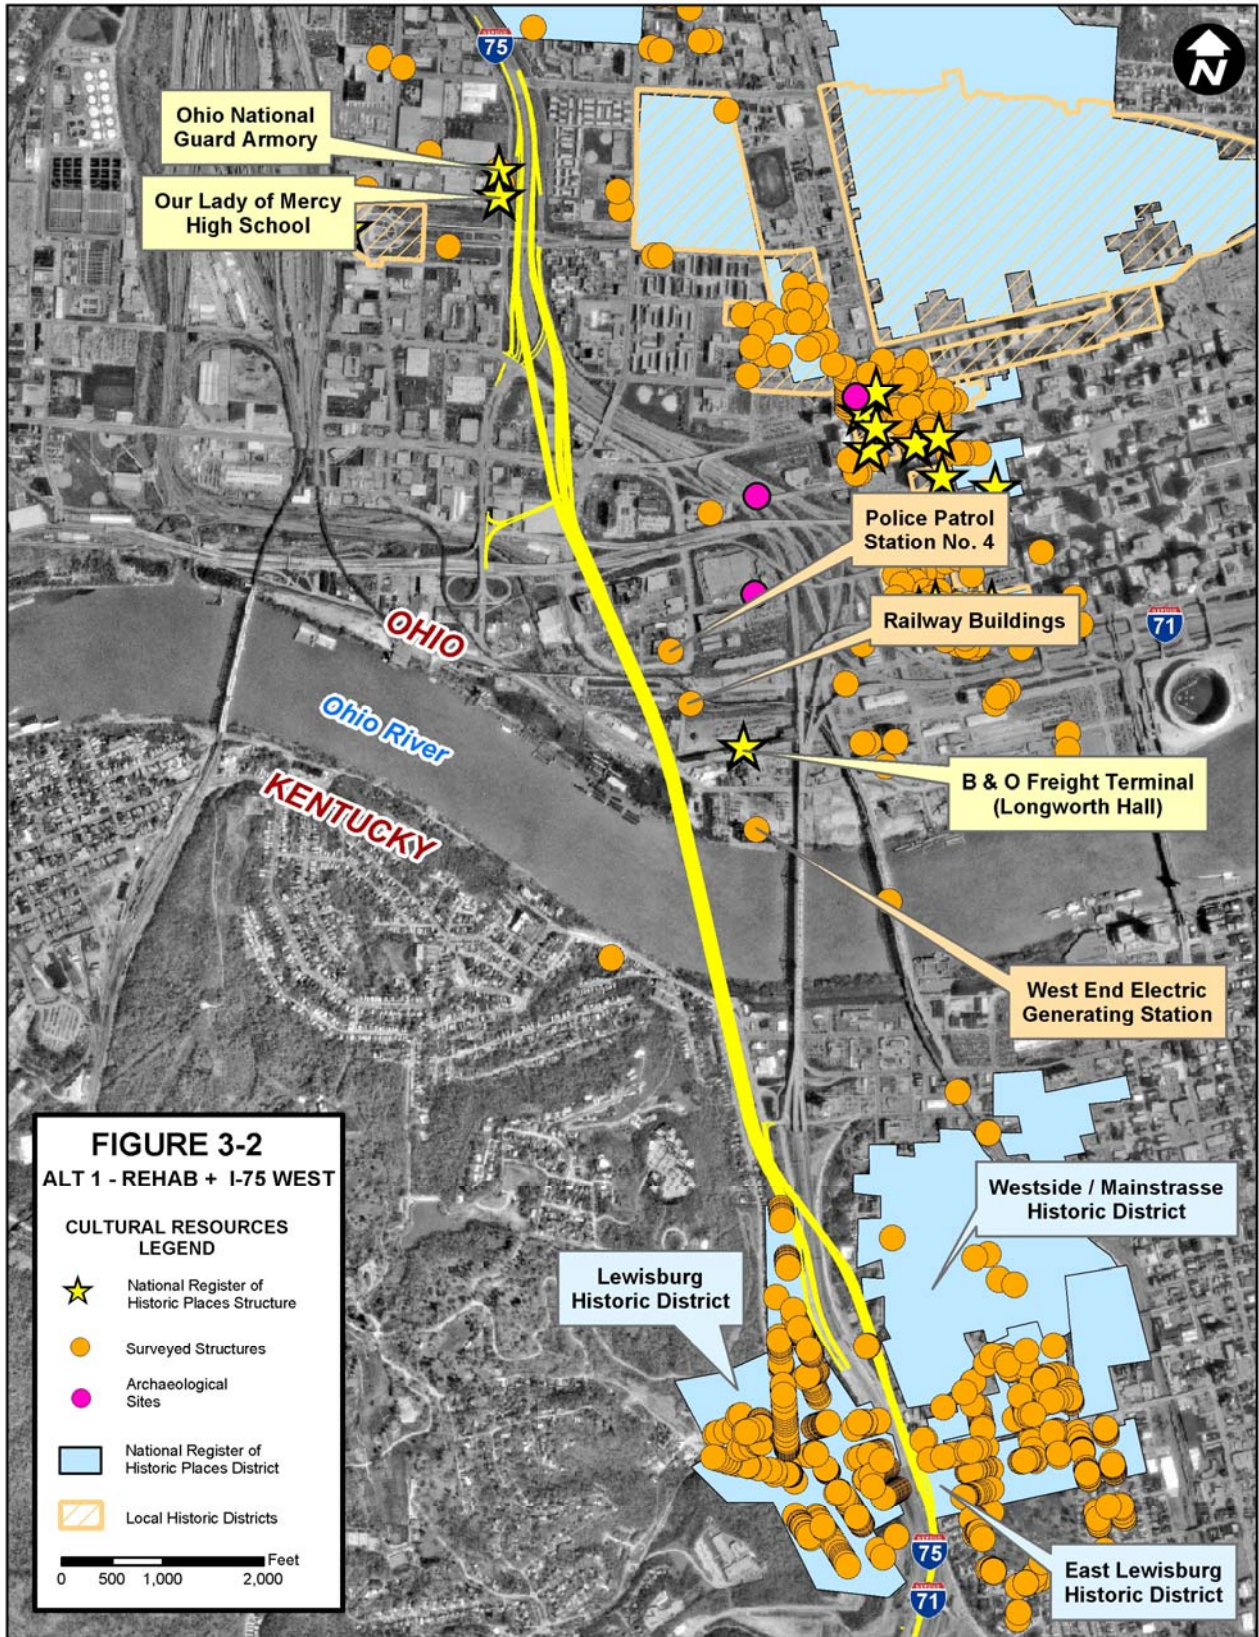 75
N
Ohio National
Guard Armory
Our Lady of Mercy
High School
Police Patrol
Station No. 4
Railway Buildings
71
OHIO
Ohio River
KENTUCKY
B & O Freight Terminal
(Longworth Hall)
West End Electric
Generating Station
Westside / Mainstrasse
Historic District
Lewisburg
Historic District
East Lewisburg
Historic District
75
71
FIGURE 3-2
ALT 1 - REHAB + I-75 WEST
CULTURAL RESOURCES
LEGEND
National Register of
Historic Places Structure
Surveyed Structures
Archaeological
Sites
National Register of
Historic Places District
Local Historic Districts
Feet
0 500 1,000 2,000